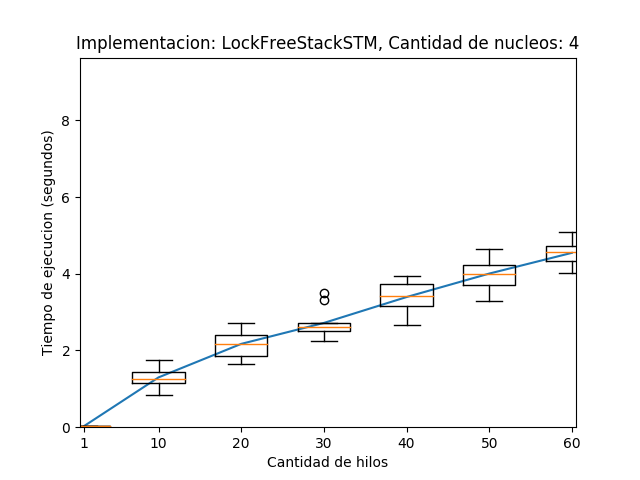 Implementacion: LockFreeStackSTM, Cantidad de nucleos: 4
Tiempo de ejecucion (segundos)
8
6
4
2
0
1 10 20 30 40 50 60
Cantidad de hilos